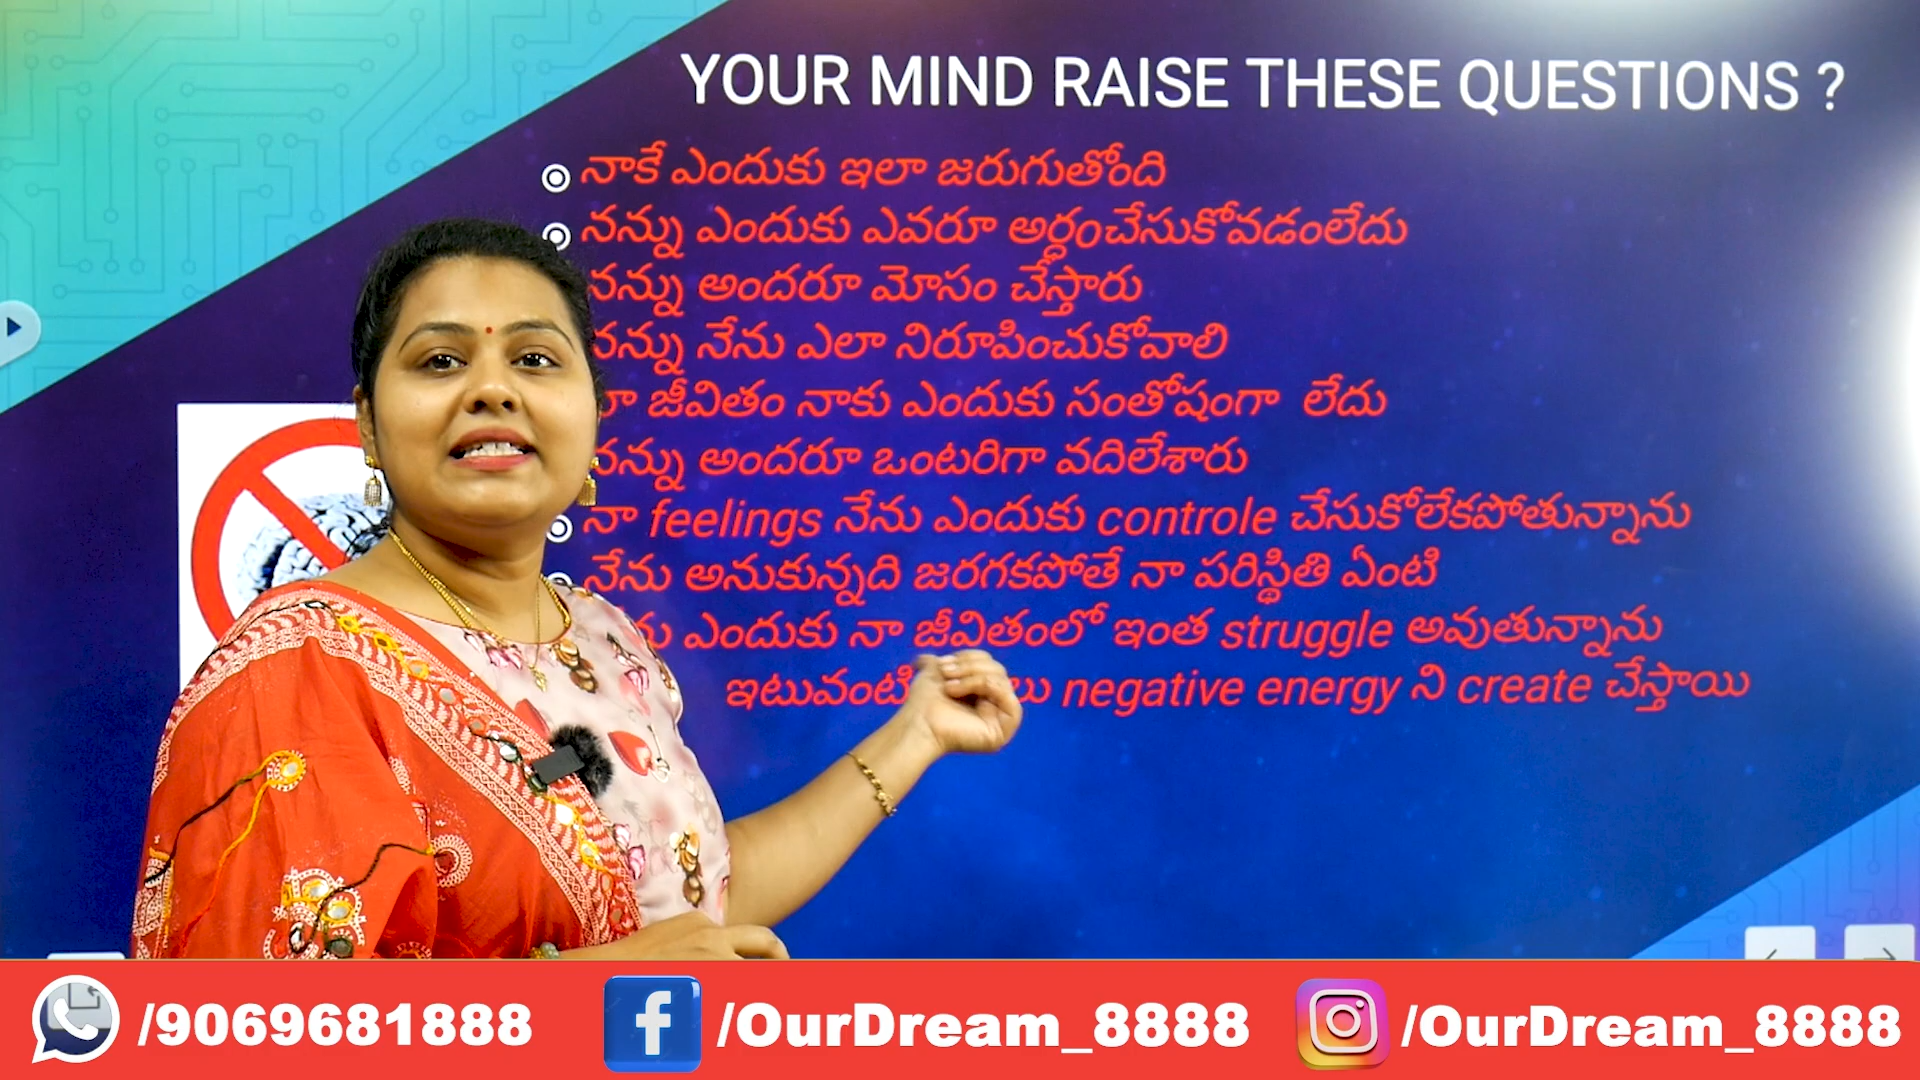 YOUR MIND RAISE THESE QUESTIONS ?
నాకే ఎందుకు ఇలా జరుగుతోంది
నన్ను ఎందుకు ఎవరూ అర్ధంచేసుకోవడంలేదు
నన్ను అందరూ మోసం చేస్తారు
నన్ను నేను ఎలా నిరూపించుకోవాలి
జీవితం నాకు ఎందుకు సంతోషంగా లేదు
నన్ను అందరూ ఒంటరిగా వదిలేశారు
నా feelings నేను ఎందుకు controle చేసుకోలేకపోతున్నాను
నేను అనుకున్నది జరగకపోతే నా పరిస్థితి ఏంటి
ఎందుకు నా జీవితంలో ఇంత struggle అవుతున్నాను
negative energy ని create చేస్తాయి
/9069681888
/OurDream_8888
/OurDream_8888